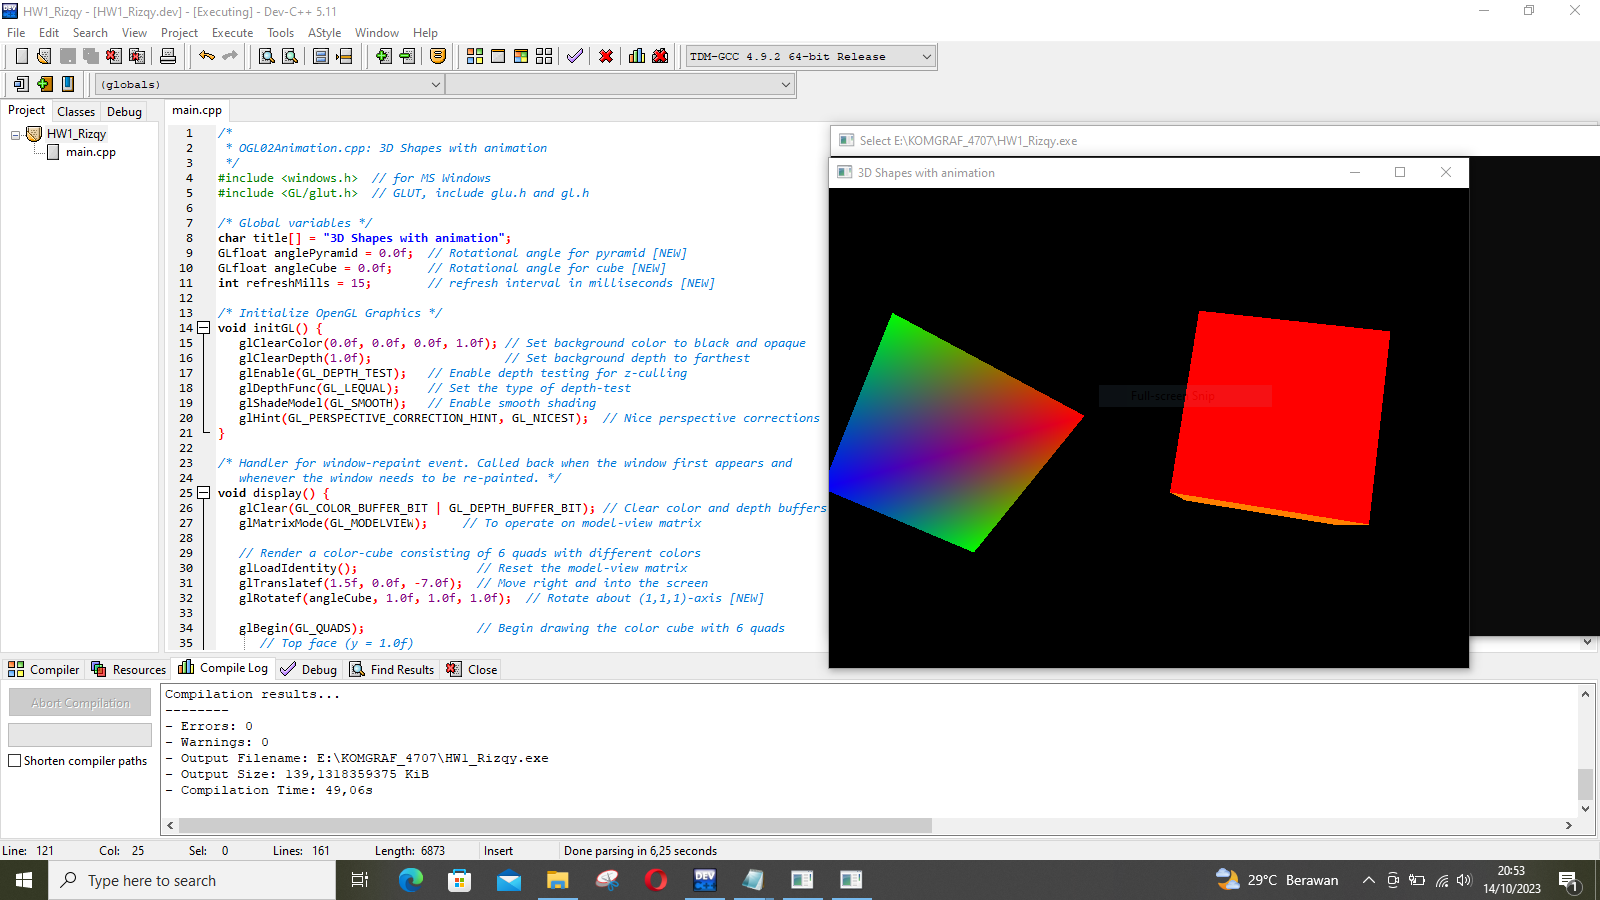 HW1_Rizqy - [HW1_Rizqy.dev] - [Executing] - Dev-C++ 5.11
File Edit Search View Project Execute Tools AStyle Window Help
TDM-GCC 4.9.2 64-bit Release
(globals)
Project Classes Debug
main.cpp
HW1_Rizqy
main.cpp
1 /*
2 * OGL02Animation.cpp: 3D Shapes with animation
3 */
4 #include <windows.h> // for MS Windows
5 #include <GL/glut.h> // GLUT, include glu.h and gl.h
6
7 /* Global variables */
8 char title[] = "3D Shapes with animation";
9 GLfloat anglePyramid = 0.0f; // Rotational angle for pyramid [NEW]
10 GLfloat angleCube = 0.0f; // Rotational angle for cube [NEW]
11 int refreshMills = 15; // refresh interval in milliseconds [NEW]
12
13 /* Initialize OpenGL Graphics */
14 void initGL() {
15 glClearColor(0.0f, 0.0f, 0.0f, 1.0f); // Set background color to black and opaque
16 glClearDepth(1.0f); // Set background depth to farthest
17 glEnable(GL_DEPTH_TEST); // Enable depth testing for z-culling
18 glDepthFunc(GL_LEQUAL); // Set the type of depth-test
19 glShadeModel(GL_SMOOTH); // Enable smooth shading
20 glHint(GL_PERSPECTIVE_CORRECTION_HINT, GL_NICEST); // Nice perspective corrections
21 }
22
23 /* Handler for window-repaint event. Called back when the window first appears and
24 whenever the window needs to be re-painted. */
25 void display() {
26 glClear(GL_COLOR_BUFFER_BIT | GL_DEPTH_BUFFER_BIT); // Clear color and depth buffers
27 glMatrixMode(GL_MODELVIEW); // To operate on model-view matrix
28
29 // Render a color-cube consisting of 6 quads with different colors
30 glLoadIdentity(); // Reset the model-view matrix
31 glTranslatef(1.5f, 0.0f, -7.0f); // Move right and into the screen
32 glRotatef(angleCube, 1.0f, 1.0f, 1.0f); // Rotate about (1,1,1)-axis [NEW]
33
34 glBegin(GL_QUADS); // Begin drawing the color cube with 6 quads
35 // Top face (y = 1.0f)
Select E:\KOMGRAF_4707\HW1_Rizqy.exe
3D Shapes with animation
Full-screen Snip
Compiler Resources Compile Log Debug Find Results Close
Abort Compilation
Shorten compiler paths
Compilation results...
--------
- Errors: 0
- Warnings: 0
- Output Filename: E:\KOMGRAF_4707\HW1_Rizqy.exe
- Output Size: 139,1318359375 KiB
- Compilation Time: 49,06s
Line: 121 Col: 25 Sel: 0 Lines: 161 Length: 6873 Insert Done parsing in 6,25 seconds
Type here to search
DEV
29°C Berawan
20:53
14/10/2023
1